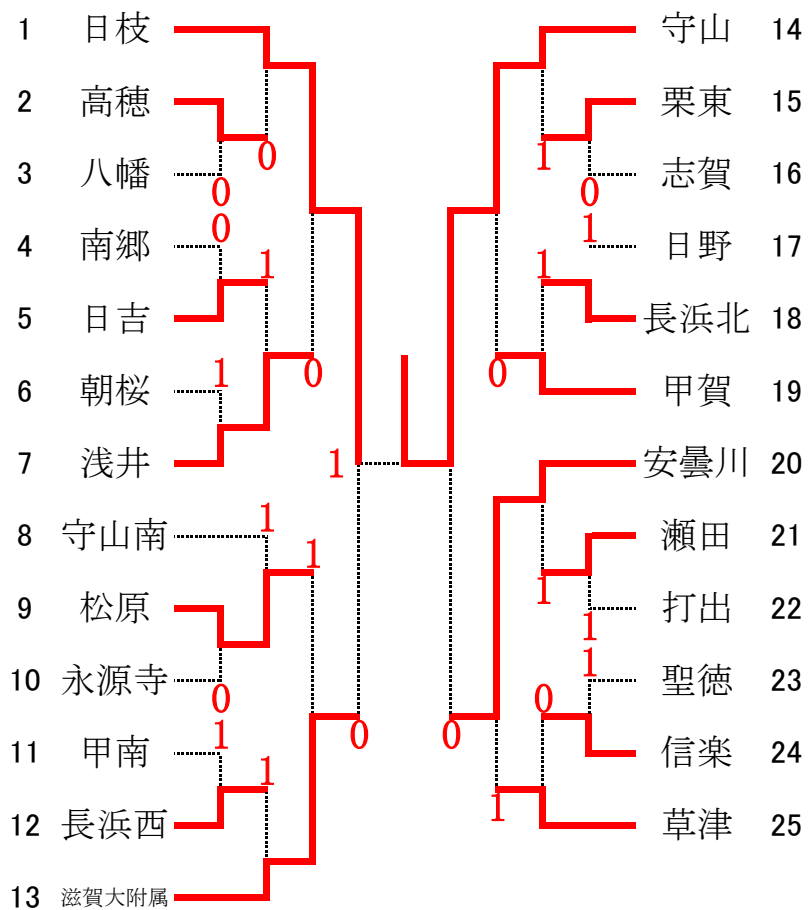 1 日枝
2 高穂
0
3 八幡
0
0
4 南郷
1
5 日吉
1
6 朝桜
0
7 浅井
1
1
8 守山南
1
9 松原
10 永源寺
0
1
11 甲南
0
1
12 長浜西
13 滋賀大附属
守山 14
栗東 15
1
志賀 16
0
1
日野 17
1
長浜北 18
0
甲賀 19
安曇川 20
瀬田 21
1
打出 22
1
1
聖徳 23
0
信楽 24
0
1
草津 25